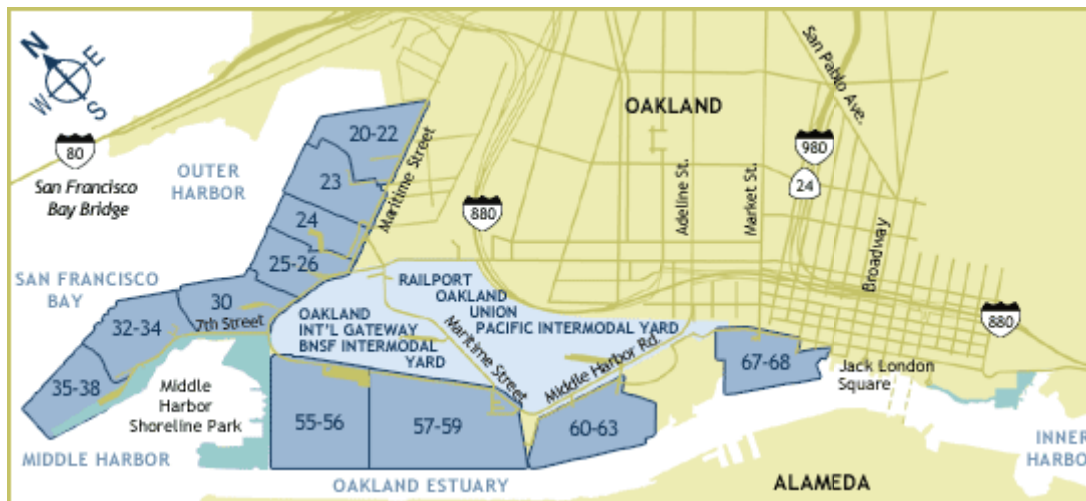 N
E
W
S
80
San Francisco
Bay Bridge
OUTER
HARBOR
OAKLAND
San Pablo Ave.
980
24
20-22
23
24
25-26
Maritime Street
880
Adeline St.
Market St.
Broadway
880
SAN FRANCISCO
BAY
30
7th Street
32-34
35-38
RAILPORT
OAKLAND
UNION
PACIFIC INTERMODAL YARD
OAKLAND
INT'L GATEWAY
BNSF INTERMODAL
YARD
Maritime Street
Middle Harbor Rd.
67-68
Jack London
Square
Middle
Harbor
Shoreline Park
55-56
57-59
60-63
MIDDLE HARBOR
OAKLAND ESTUARY
ALAMEDA
INNER
HARBO